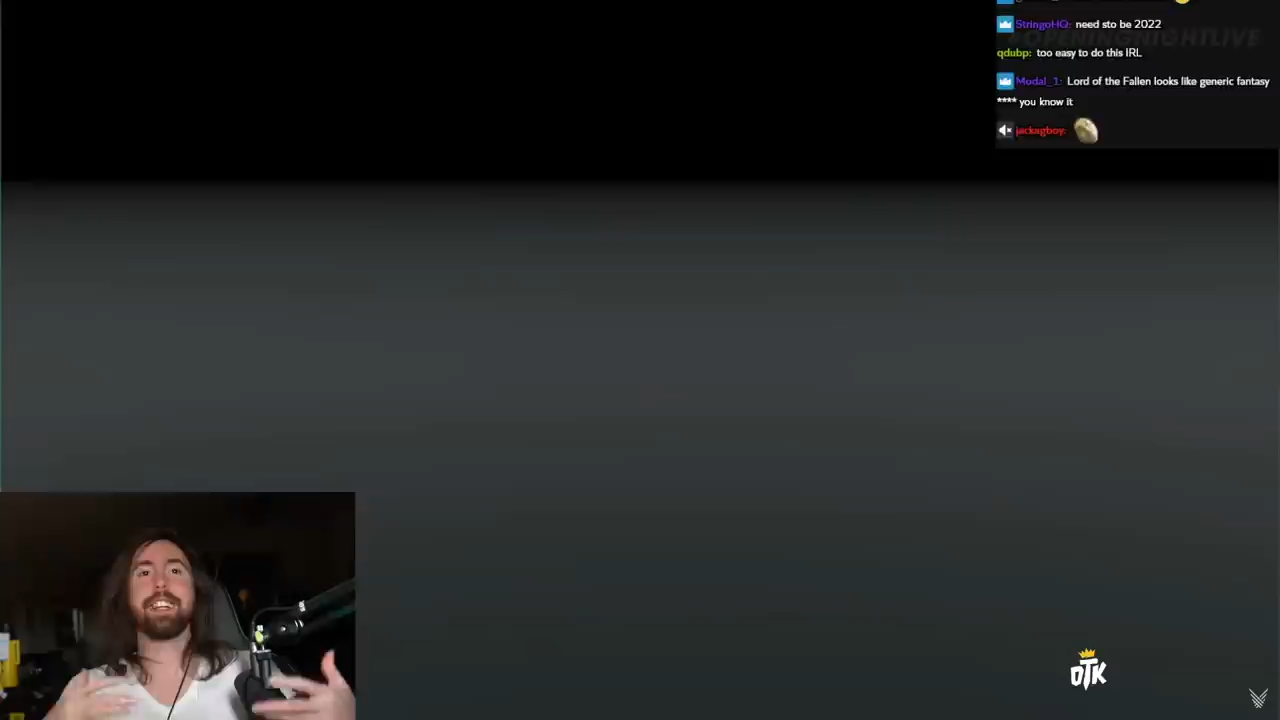 StringoHQ: need sto be 2022
#OPENINGNIGHTLIVE
qdubp: too easy to do this IRL
Modal_1: Lord of the Fallen looks like generic fantasy
**** you know it
jackagboy:
OTK